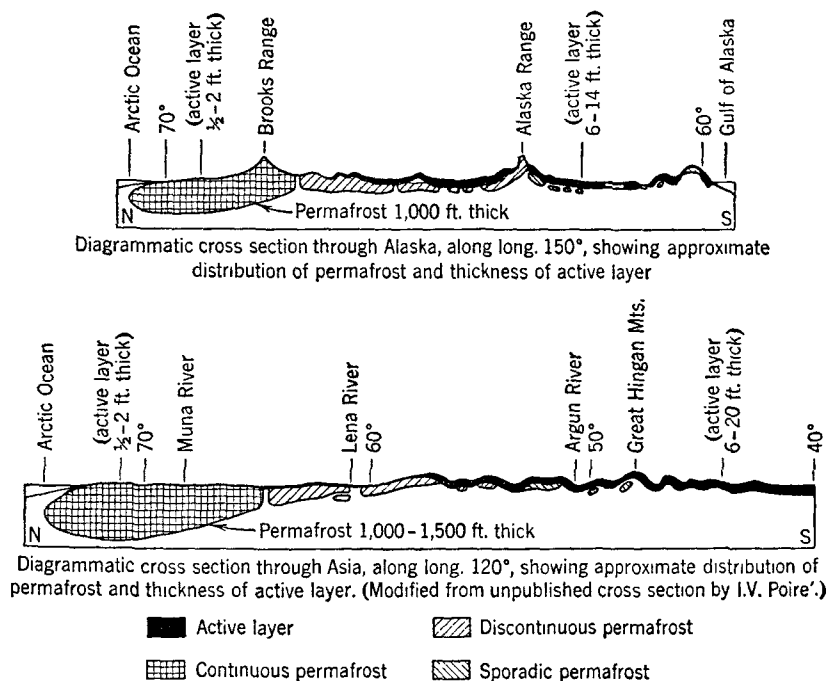 Arctic Ocean
70°
(active layer
½-2 ft. thick)
Brooks Range
Alaska Range
(active layer
6-14 ft. thick)
60°
Gulf of Alaska
N
Permafrost 1,000 ft. thick
S
Diagrammatic cross section through Alaska, along long. 150°, showing approximate
distribution of permafrost and thickness of active layer
Arctic Ocean
(active layer
½-2 ft. thick)
70°
Muna River
Lena River
60°
Argun River
50°
Great Hingan Mts.
(active layer
6-20 ft. thick)
40°
N
Permafrost 1,000-1,500 ft. thick
S
Diagrammatic cross section through Asia, along long. 120°, showing approximate distribution of
permafrost and thickness of active layer. (Modified from unpublished cross section by I.V. Poire'.)
Active layer
Discontinuous permafrost
Continuous permafrost
Sporadic permafrost